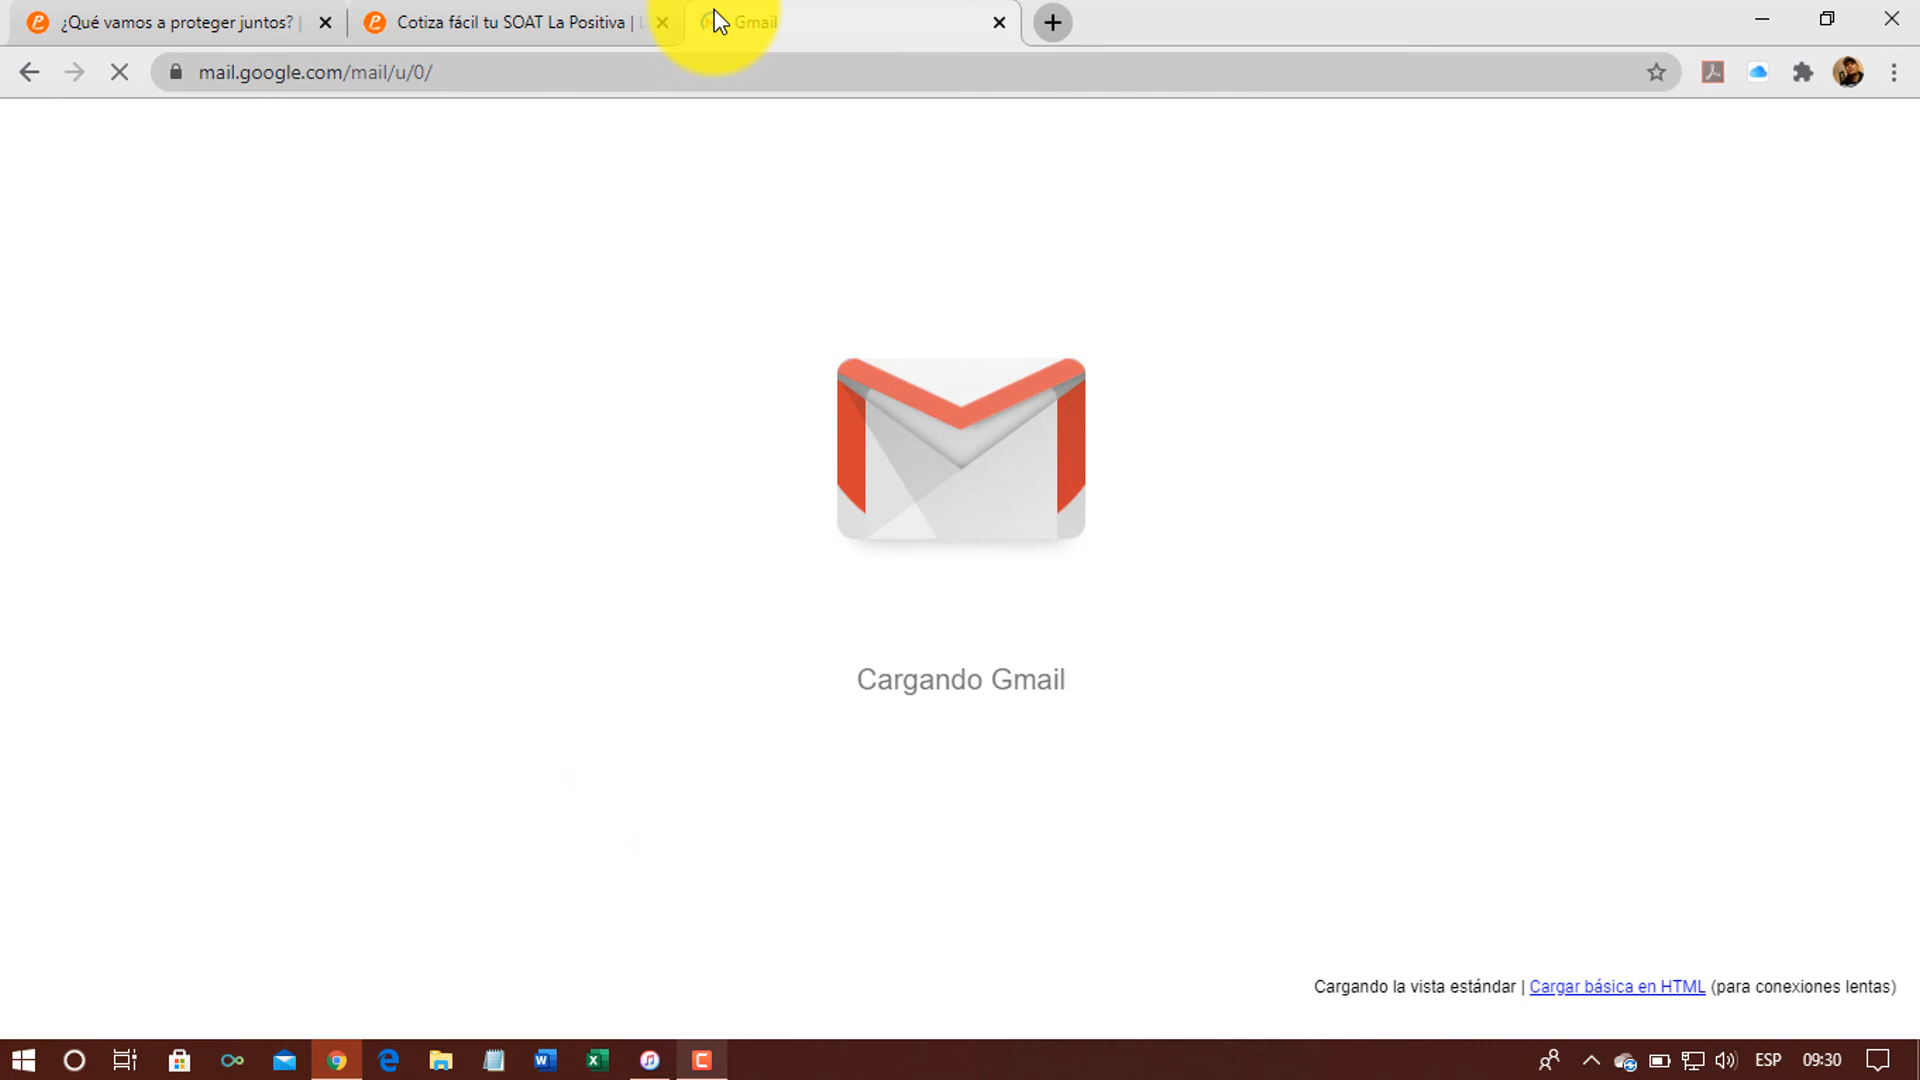 ¿Qué vamos a proteger juntos? |
Cotiza fácil tu SOAT La Positiva |
Gmail
mail.google.com/mail/u/0/
Cargando Gmail
Cargando la vista estándar | Cargar básica en HTML (para conexiones lentas)
ESP
09:30